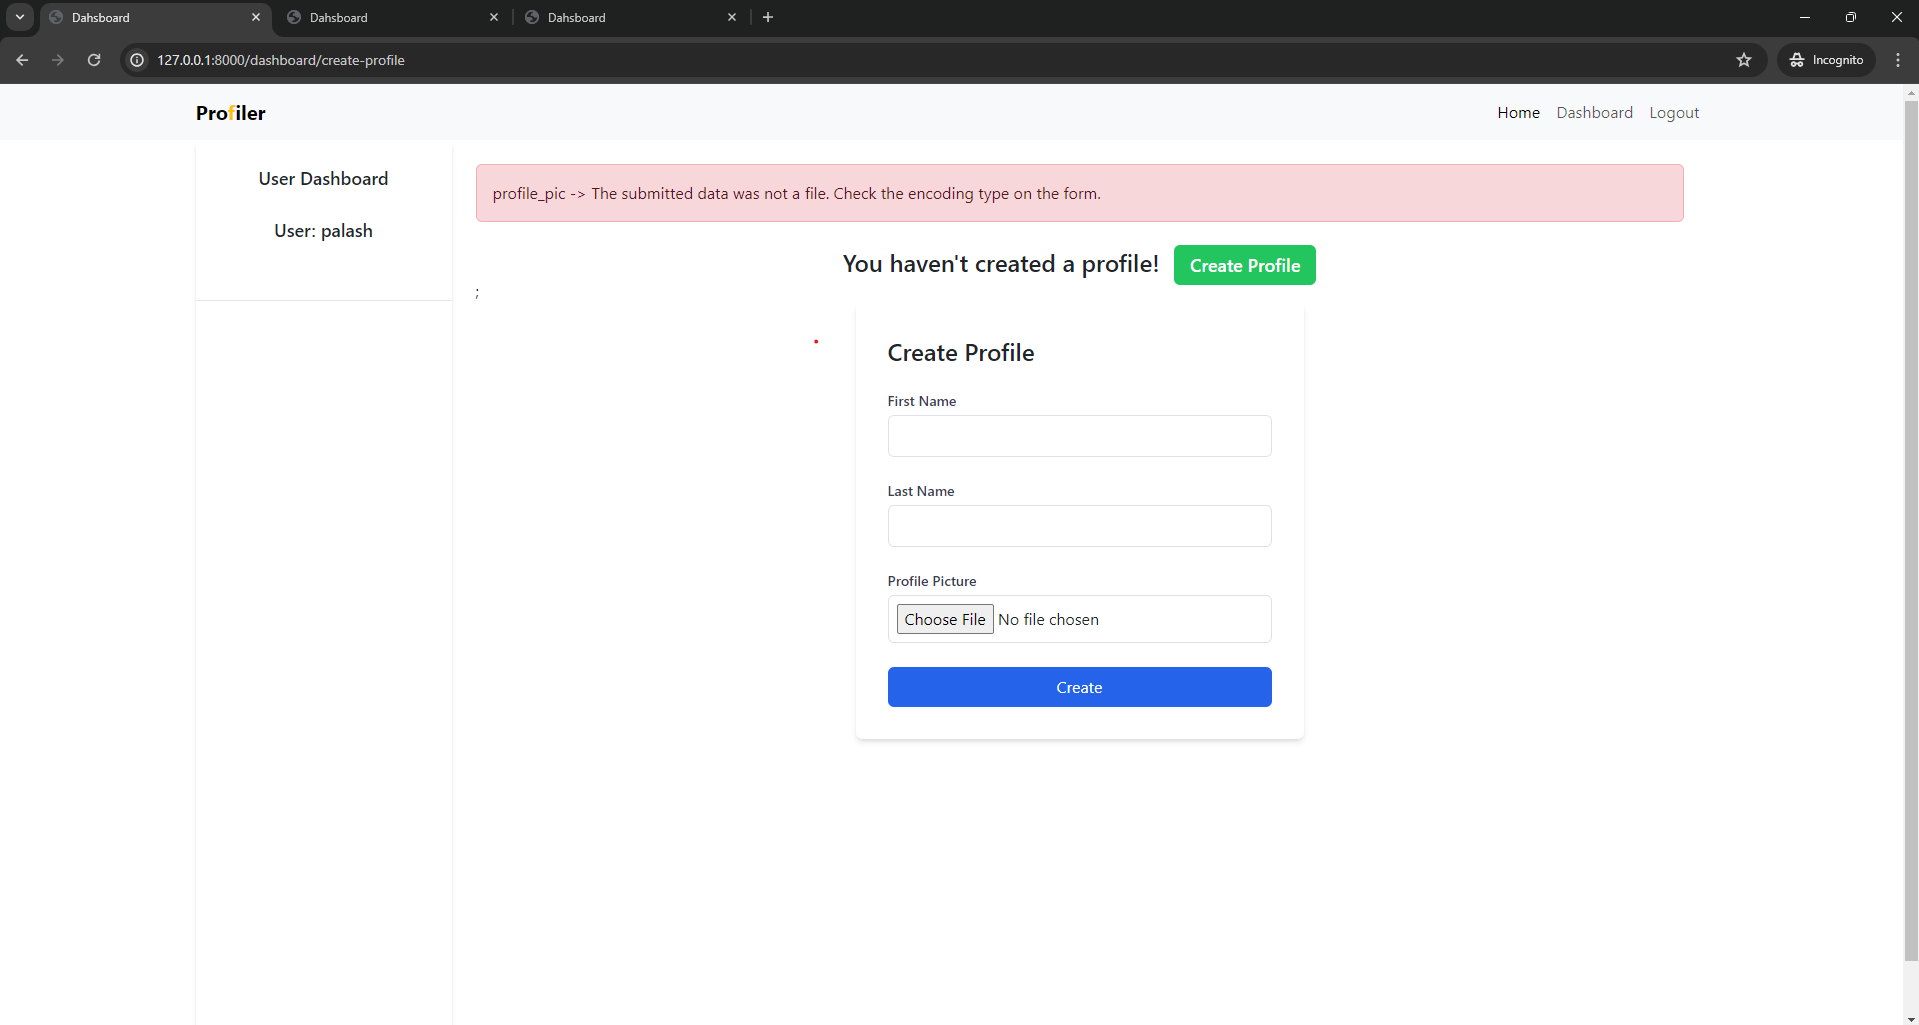 Dahsboard
Dahsboard
Dahsboard
127.0.0.1:8000/dashboard/create-profile
Incognito
Profiler
Home Dashboard Logout
User Dashboard
User: palash
profile_pic -> The submitted data was not a file. Check the encoding type on the form.
You haven't created a profile! Create Profile
;
Create Profile
First Name
Last Name
Profile Picture
Choose File No file chosen
Create